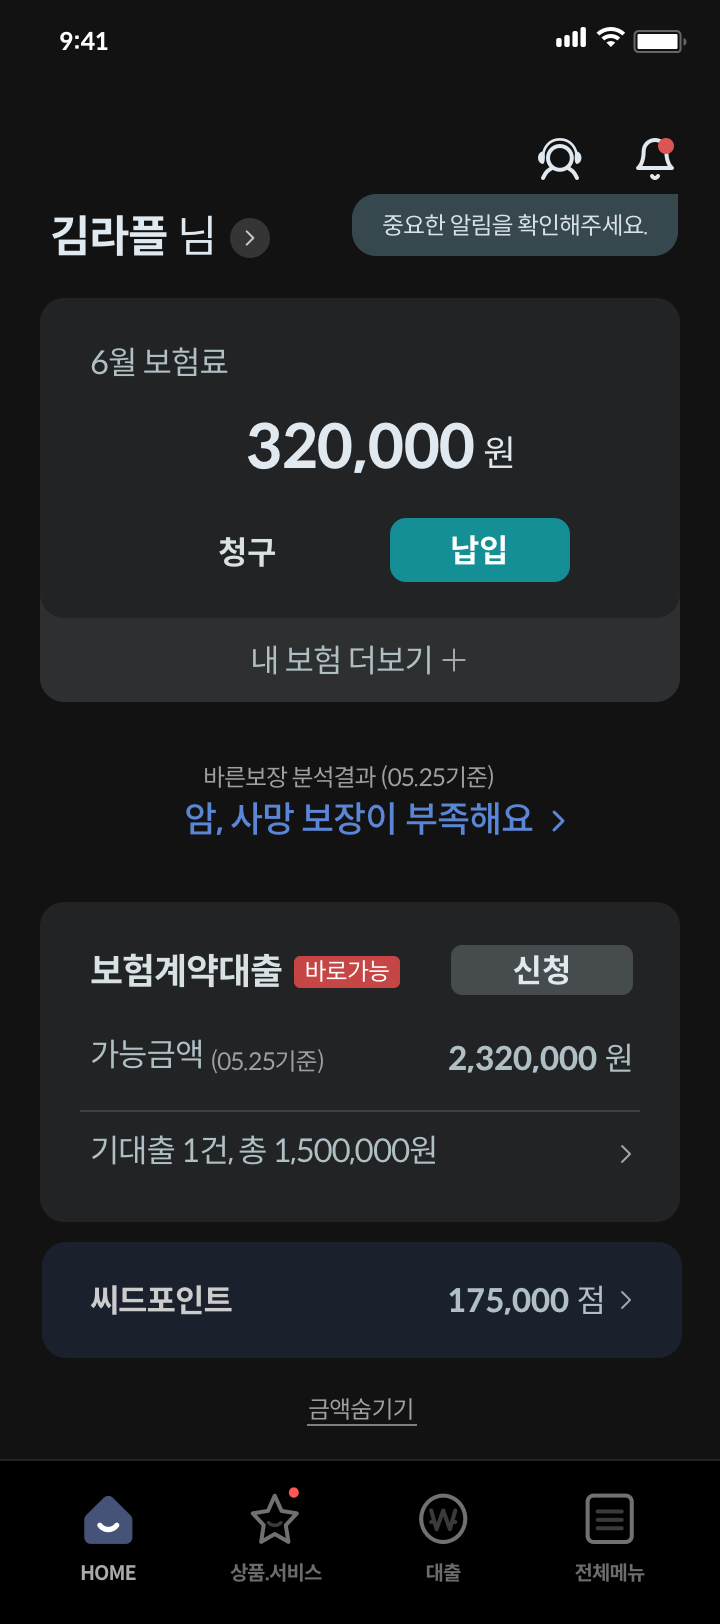 9:41
김라플 님
중요한 알림을 확인해주세요.
6월 보험료
320,000 원
청구 납입
내 보험 더보기 +
바른보장 분석결과 (05.25기준)
암, 사망 보장이 부족해요
보험계약대출 바로가능 신청
가능금액 (05.25기준) 2,320,000 원
기대출 1건, 총 1,500,000원
씨드포인트 175,000 점
금액숨기기
HOME 상품.서비스 대출 전체메뉴